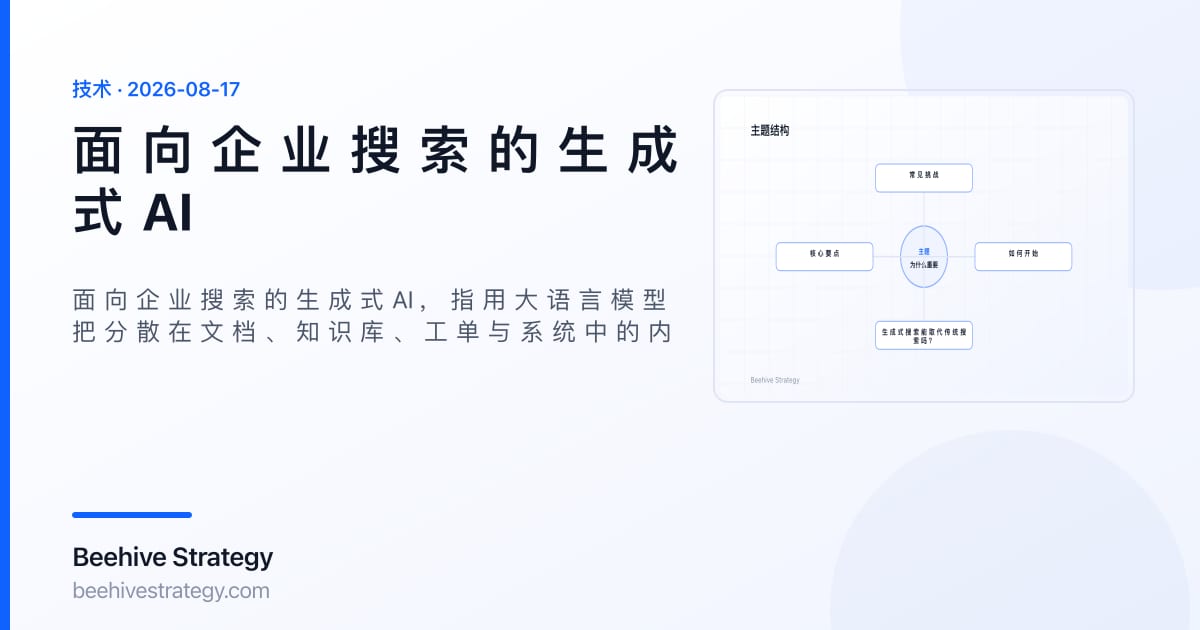 技术 · 2026-08-17
面向企业搜索的生成
式 AI
面向企业搜索的生成式 AI，指用大语言模型
把分散在文档、知识库、工单与系统中的内
Beehive Strategy
beehivestrategy.com
主题结构
常见挑战
核心要点
主题
为什么重要
如何开始
生成式搜索能取代传统搜
索吗？
Beehive Strategy